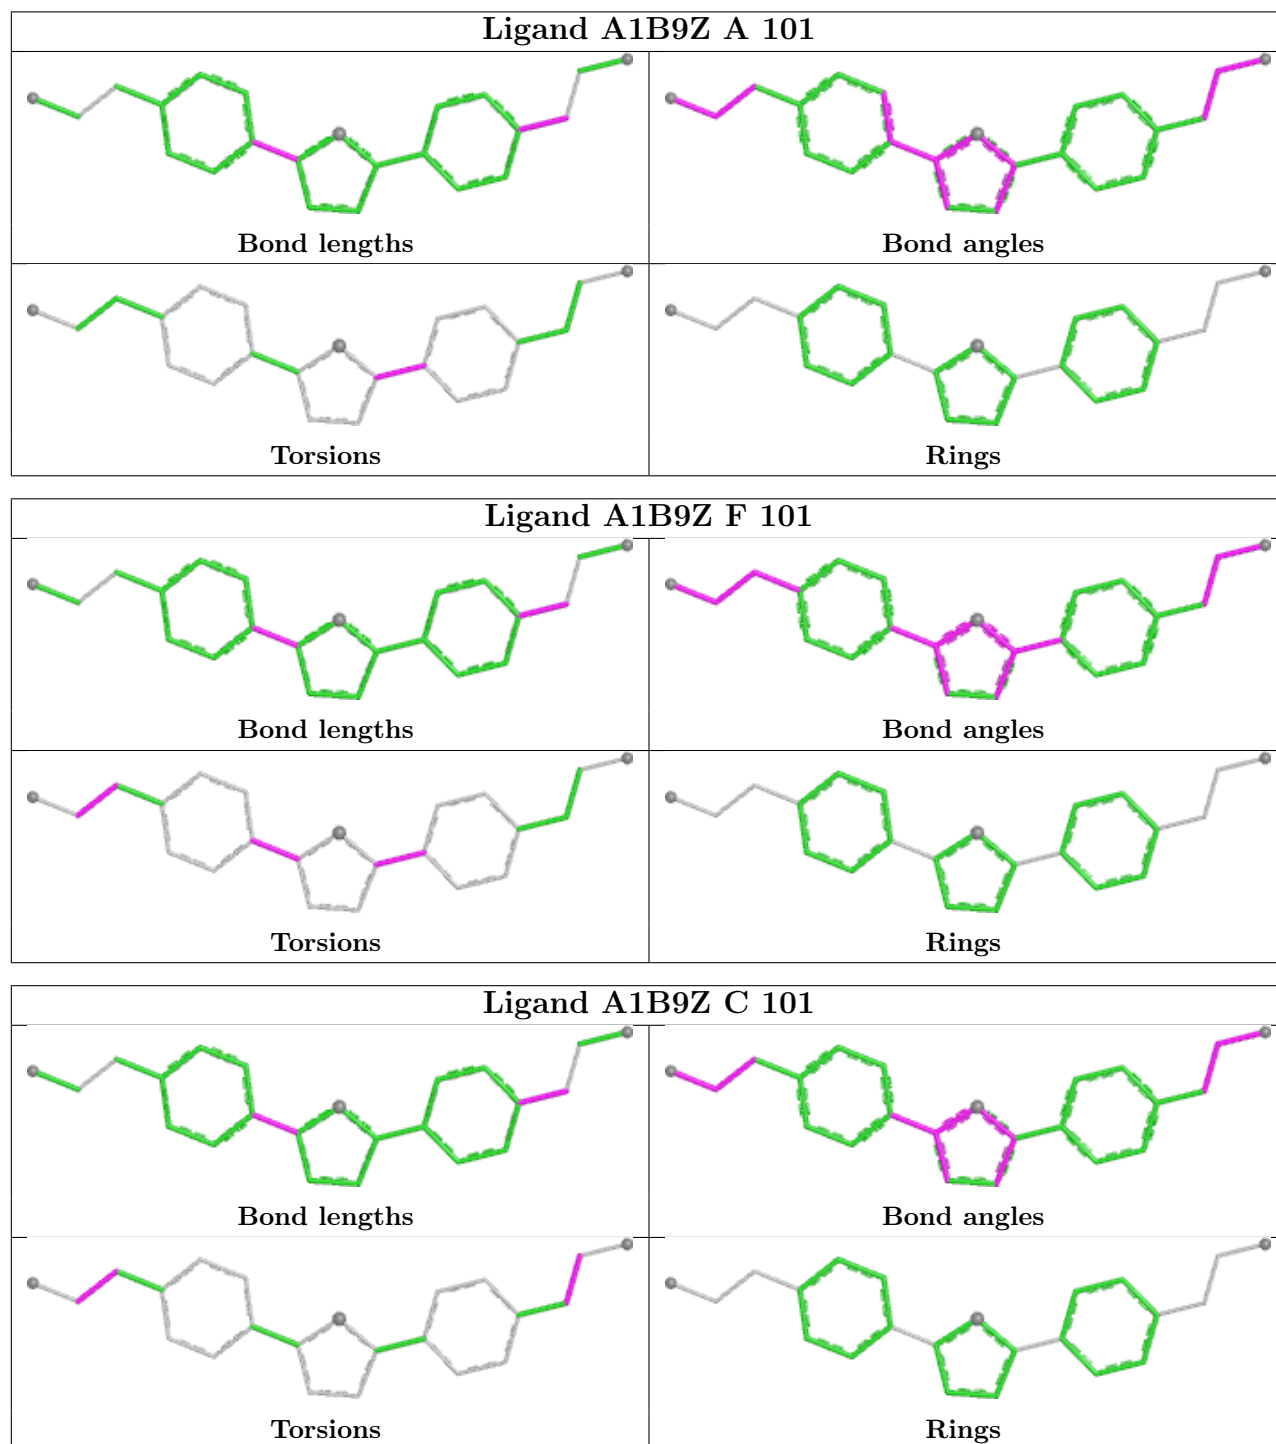 Ligand A1B9Z A 101
Bond lengths
Bond angles
Torsions
Rings
Ligand A1B9Z F 101
Bond lengths
Bond angles
Torsions
Rings
Ligand A1B9Z C 101
Bond lengths
Bond angles
Torsions
Rings